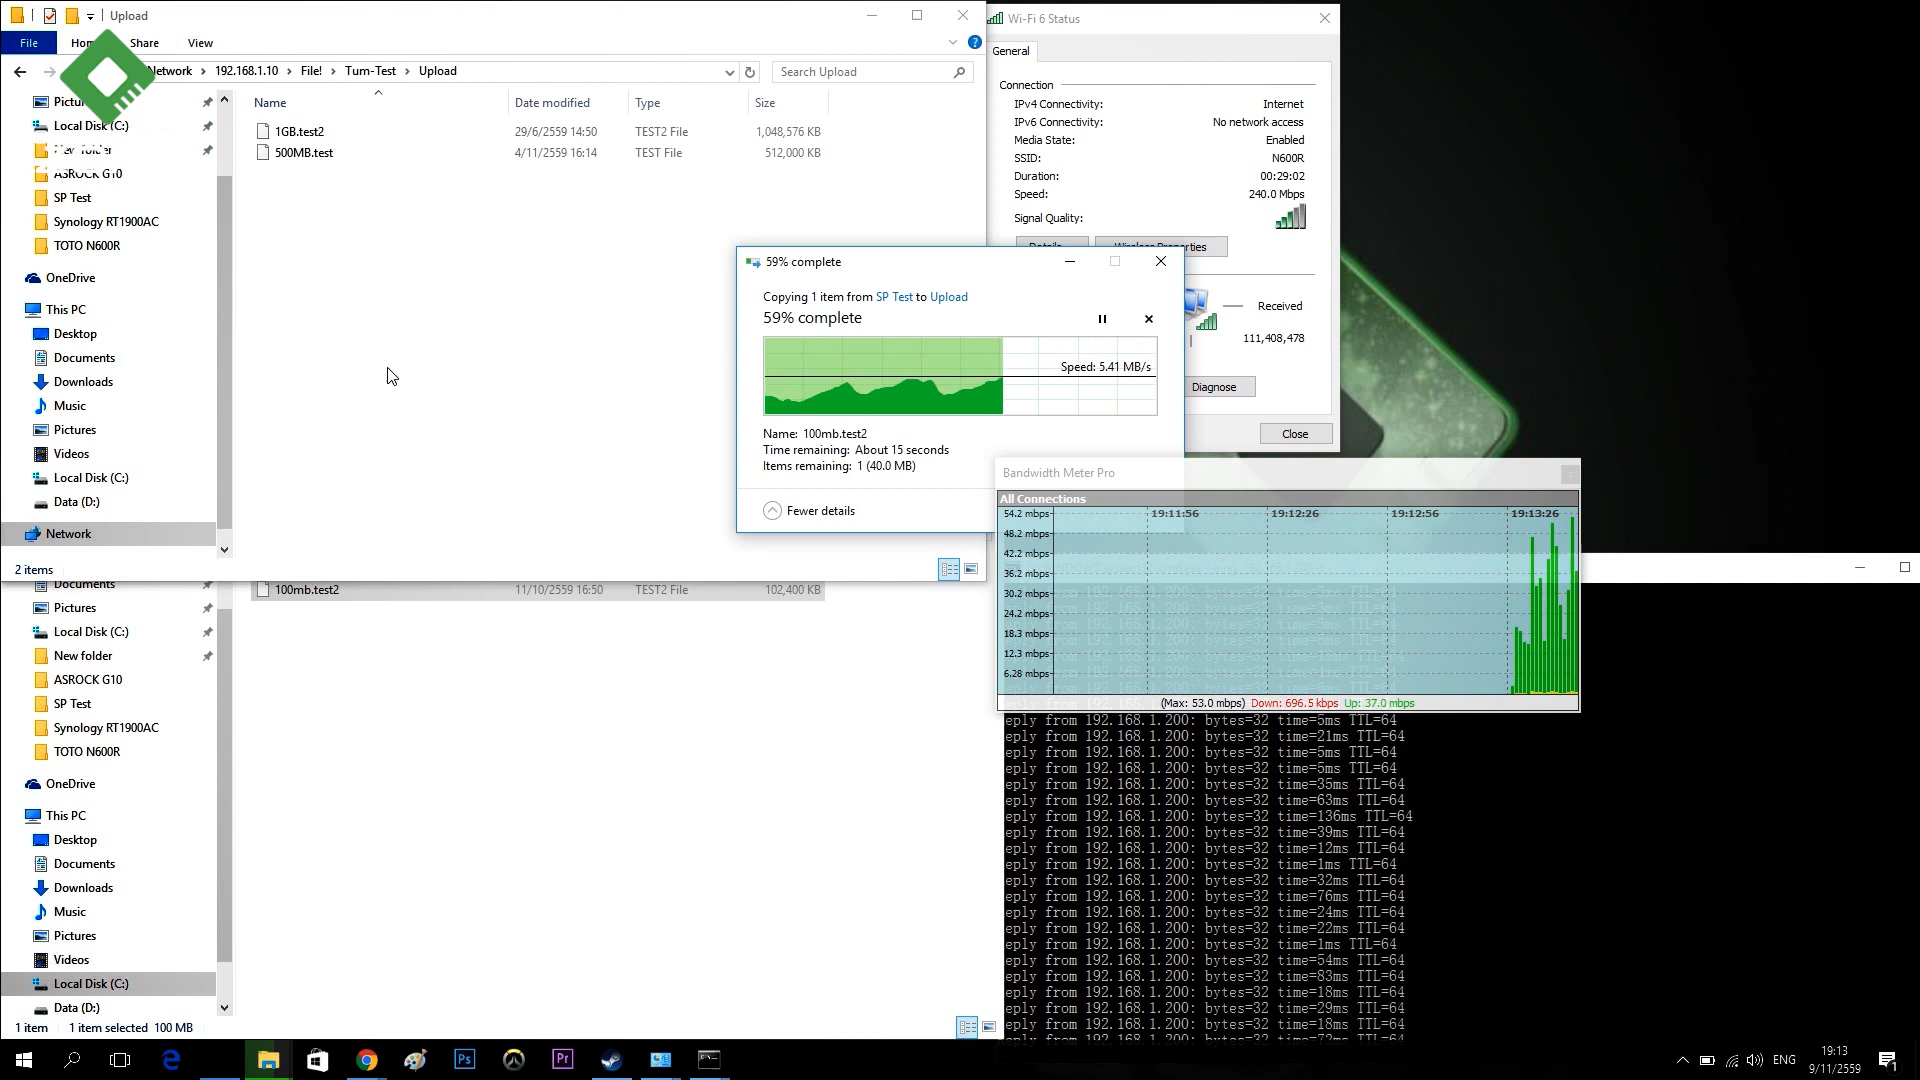 Upload
File
Share
View
Network > 192.168.1.10 > File! > Tum-Test > Upload
Search Upload
Local Disk (C:)
New folder
ASROCK G10
SP Test
Synology RT1900AC
TOTO N600R
OneDrive
This PC
Desktop
Documents
Downloads
Music
Pictures
Videos
Local Disk (C:)
Data (D:)
Network
2 items
Name
Date modified
Type
Size
1GB.test2
29/6/2559 14:50
TEST2 File
1,048,576 KB
500MB.test
4/11/2559 16:14
TEST File
512,000 KB
Wi-Fi 6 Status
General
Connection
IPv4 Connectivity: Internet
IPv6 Connectivity: No network access
Media State: Enabled
SSID: N600R
Duration: 00:29:02
Speed: 240.0 Mbps
Signal Quality:
Details...
Wireless Properties
Received
111,408,478
Diagnose
Close
59% complete
Copying 1 item from SP Test to Upload
59% complete
Speed: 5.41 MB/s
Name: 100mb.test2
Time remaining: About 15 seconds
Items remaining: 1 (40.0 MB)
Fewer details
Bandwidth Meter Pro
All Connections
54.2 mbps
48.2 mbps
42.2 mbps
36.2 mbps
30.2 mbps
24.2 mbps
18.3 mbps
12.3 mbps
6.28 mbps
19:11:56
19:12:26
19:12:56
19:13:26
(Max: 53.0 mbps) Down: 696.5 kbps Up: 37.0 mbps
Documents
Pictures
Local Disk (C:)
New folder
ASROCK G10
SP Test
Synology RT1900AC
TOTO N600R
OneDrive
This PC
Desktop
Documents
Downloads
Music
Pictures
Videos
Local Disk (C:)
Data (D:)
1 item
1 item selected 100 MB
100mb.test2
11/10/2559 16:50
TEST2 File
102,400 KB
eply from 192.168.1.200: bytes=32 time=5ms TTL=64
eply from 192.168.1.200: bytes=32 time=21ms TTL=64
eply from 192.168.1.200: bytes=32 time=5ms TTL=64
eply from 192.168.1.200: bytes=32 time=5ms TTL=64
eply from 192.168.1.200: bytes=32 time=35ms TTL=64
eply from 192.168.1.200: bytes=32 time=63ms TTL=64
eply from 192.168.1.200: bytes=32 time=136ms TTL=64
eply from 192.168.1.200: bytes=32 time=39ms TTL=64
eply from 192.168.1.200: bytes=32 time=12ms TTL=64
eply from 192.168.1.200: bytes=32 time=1ms TTL=64
eply from 192.168.1.200: bytes=32 time=32ms TTL=64
eply from 192.168.1.200: bytes=32 time=76ms TTL=64
eply from 192.168.1.200: bytes=32 time=24ms TTL=64
eply from 192.168.1.200: bytes=32 time=22ms TTL=64
eply from 192.168.1.200: bytes=32 time=1ms TTL=64
eply from 192.168.1.200: bytes=32 time=54ms TTL=64
eply from 192.168.1.200: bytes=32 time=83ms TTL=64
eply from 192.168.1.200: bytes=32 time=18ms TTL=64
eply from 192.168.1.200: bytes=32 time=29ms TTL=64
eply from 192.168.1.200: bytes=32 time=18ms TTL=64
Ps
Pr
ENG
19:13
9/11/2559